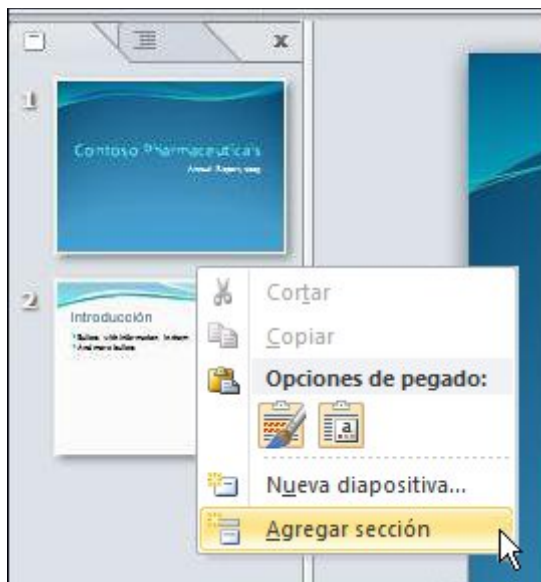 x
1
Contoso Pharmaceuticals
2
Introducción
Cortar
Copiar
Opciones de pegado:
a
Nueva diapositiva...
Agregar sección